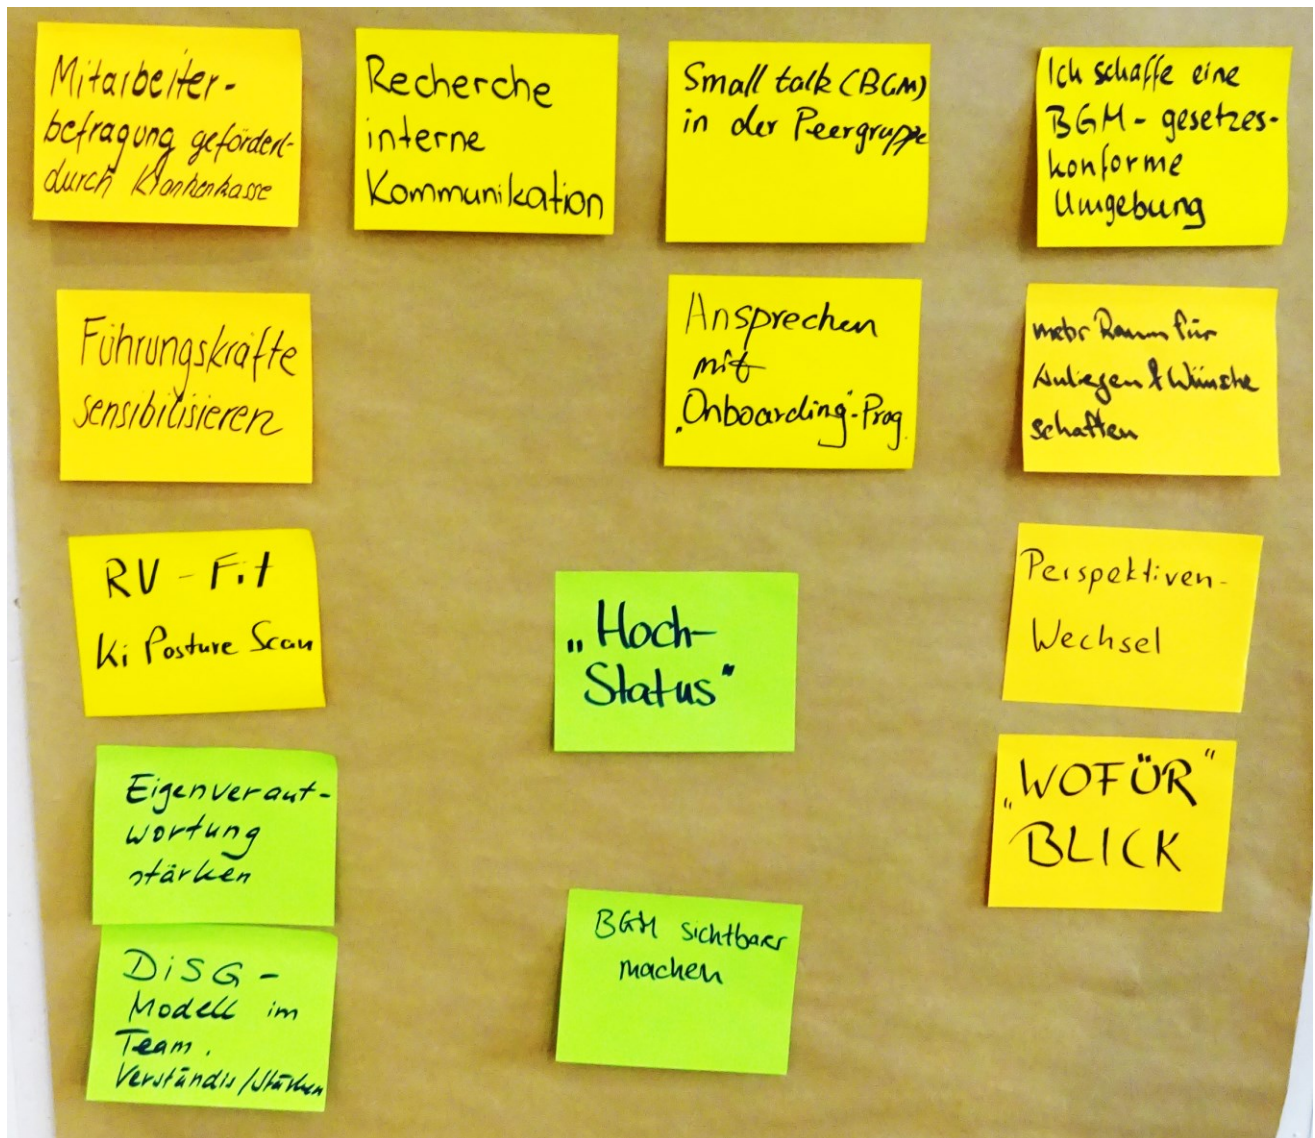 Mitarbeiter-
befragung gefördert
durch Krankenkasse
Recherche
interne
Kommunikation
Small talk (BGM)
in der Peergruppe
Ich schaffe eine
BGM - gesetzes-
konforme
Umgebung
Führungskräfte
sensibilisieren
Ansprechen
mit
„Onboarding"-Prog.
mehr Raum für
Anliegen & Wünsche
schaffen
RV - Fit
Ki Posture Scan
„Hoch-
Status"
Perspektiven-
Wechsel
Eigenverant-
wortung
stärken
„WOFÜR"
BLICK
DiSG -
Modell im
Team.
Verständis/stärken
BGM sichtbarer
machen